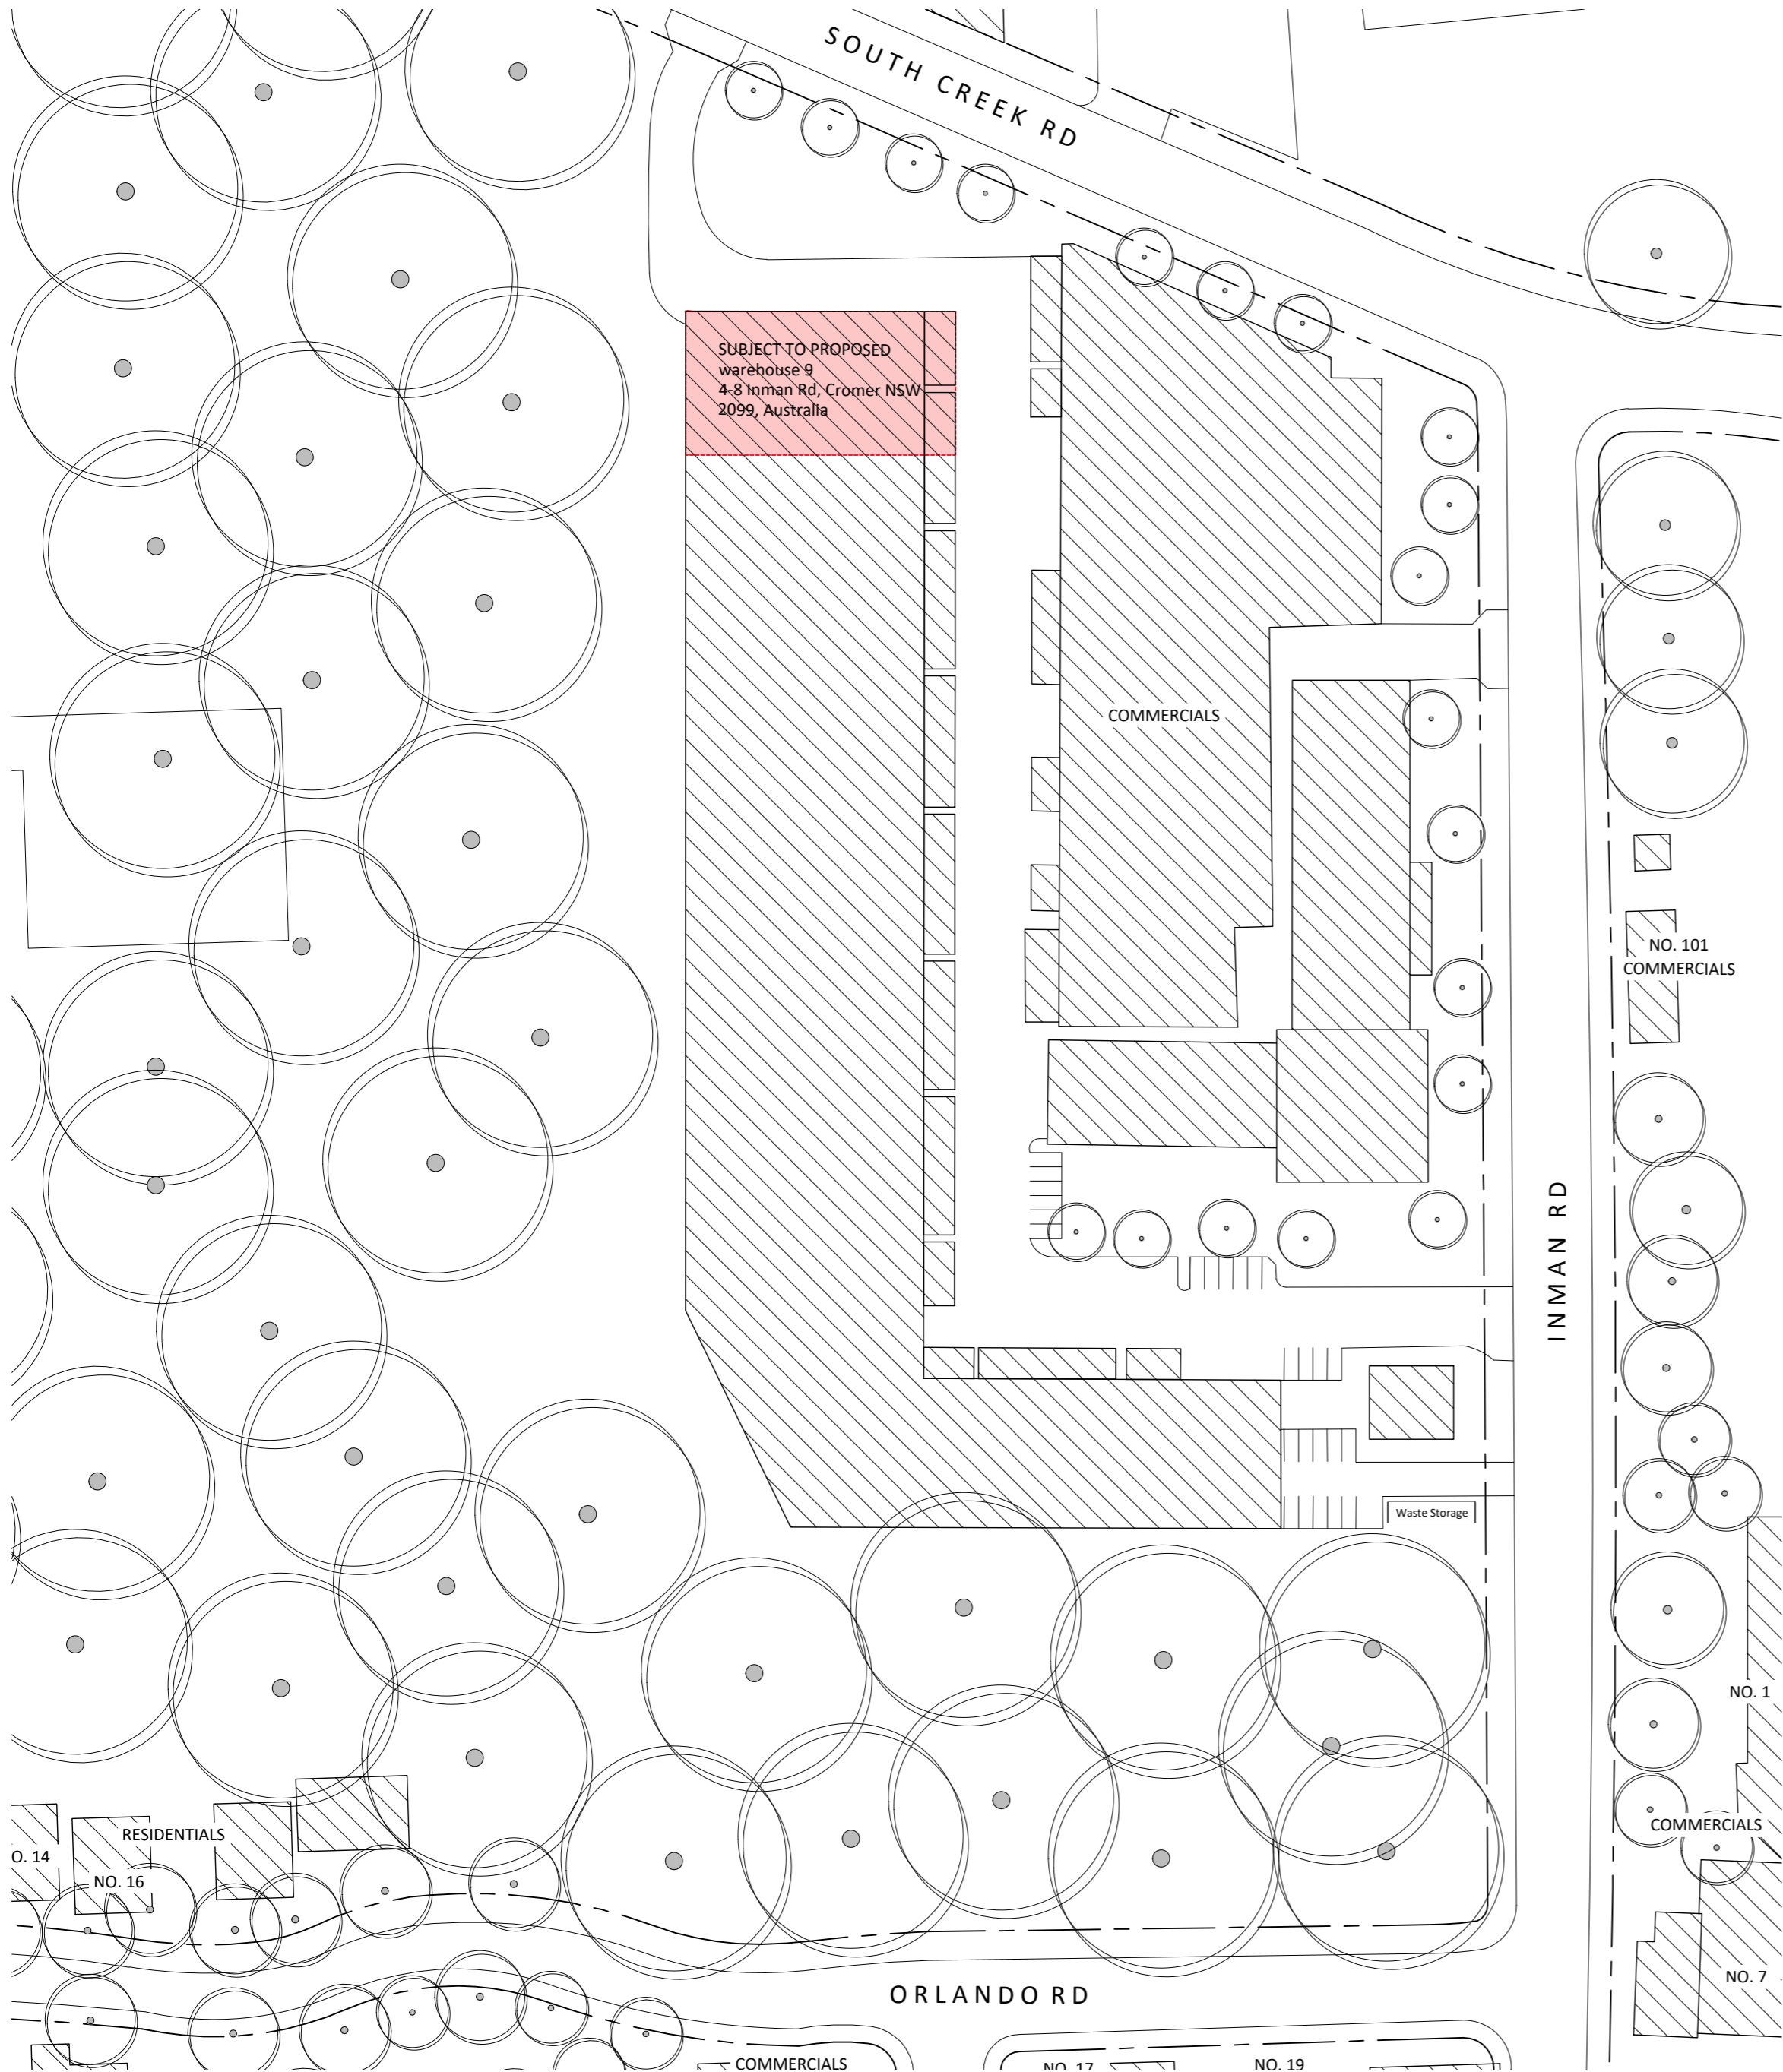 SOUTH CREEK RD
SUBJECT TO PROPOSED
warehouse 9
4-8 Inman Rd, Cromer NSW
2099, Australia
COMMERCIALS
NO. 101
COMMERCIALS
INMAN RD
Waste Storage
NO. 1
COMMERCIALS
RESIDENTIALS
O. 14
NO. 16
NO. 7
ORLANDO RD
COMMERCIALS
NO. 17
NO. 19